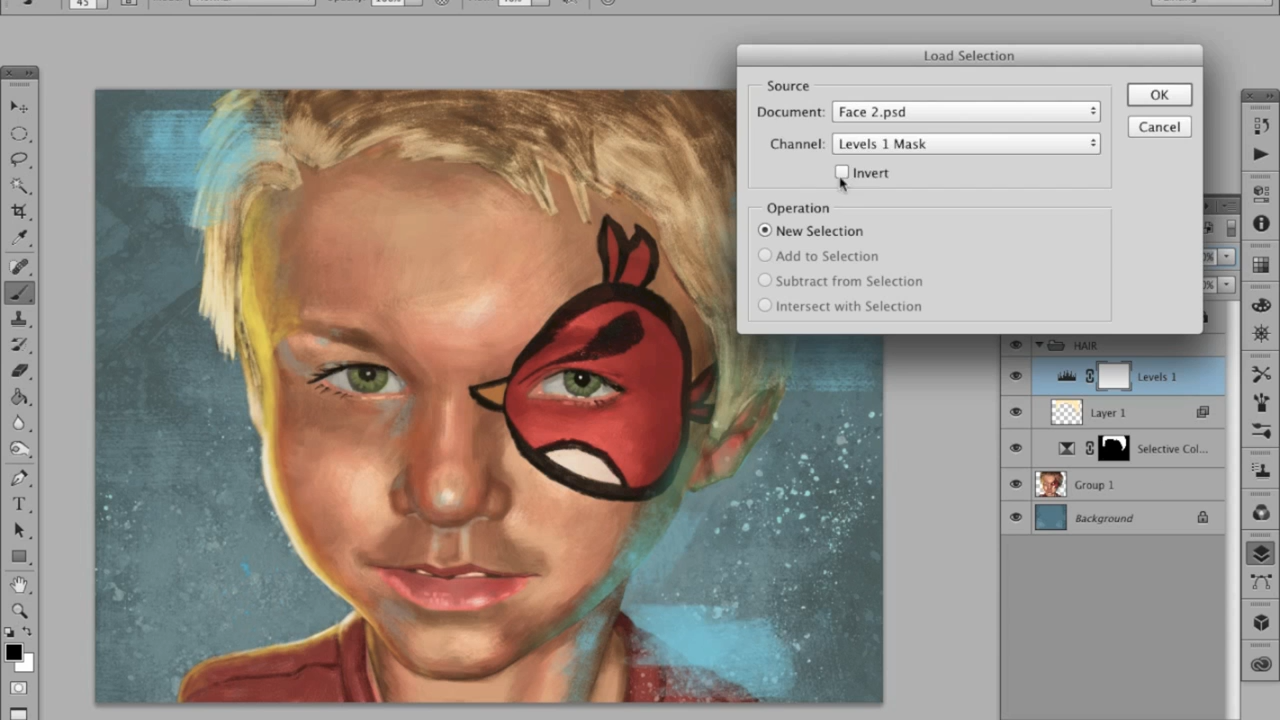 45
Load Selection
Source
Document: Face 2.psd
Channel: Levels 1 Mask
Invert
OK
Cancel
Operation
New Selection
Add to Selection
Subtract from Selection
Intersect with Selection
HAIR
Levels 1
Layer 1
Selective Col...
Group 1
Background